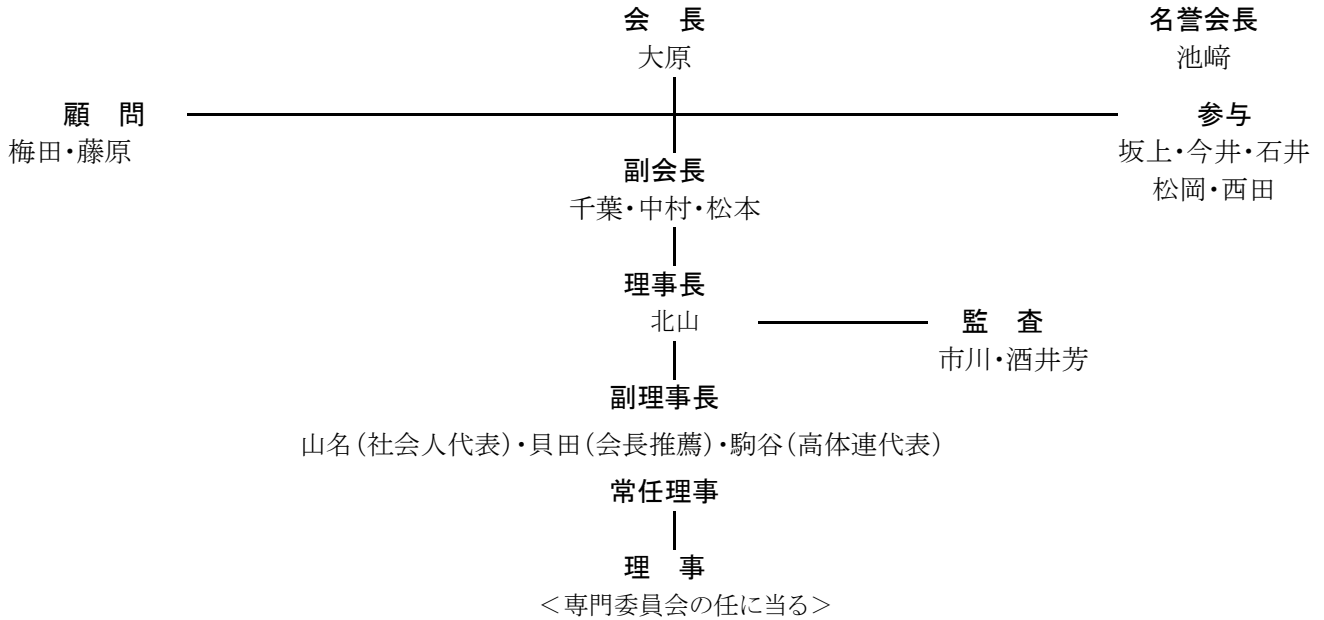 会　長
大原
名誉会長
池﨑
顧　問
梅田・藤原
参与
坂上・今井・石井
松岡・西田
副会長
千葉・中村・松本
理事長
北山
監　査
市川・酒井芳
副理事長
山名(社会人代表)・貝田(会長推薦)・駒谷(高体連代表)
常任理事
理　事
＜専門委員会の任に当る＞